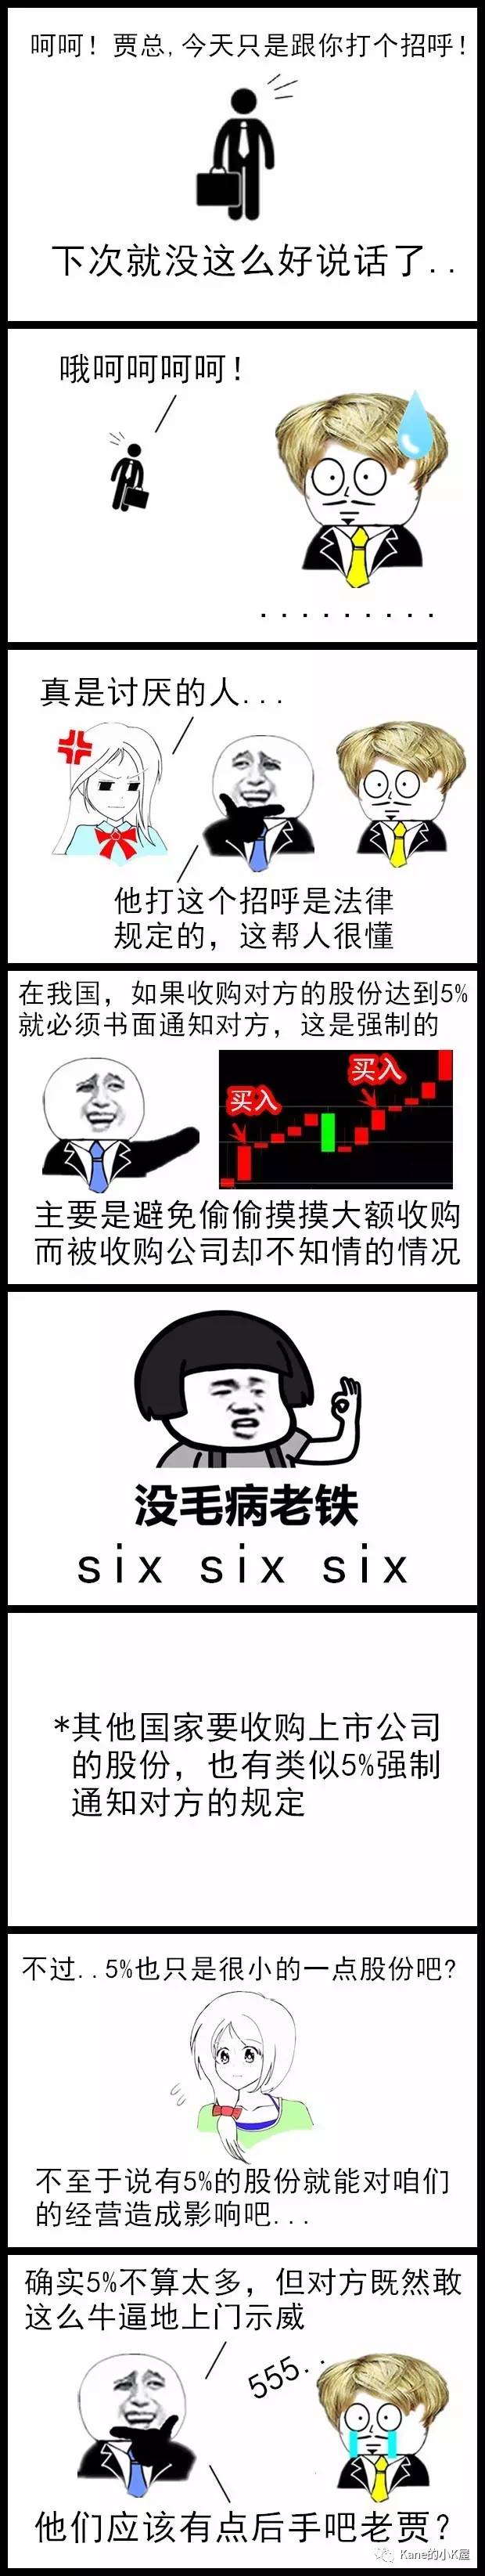 呵呵！贾总,今天只是跟你打个招呼！
下次就没这么好说话了..
哦呵呵呵呵！
.........
真是讨厌的人...
他打这个招呼是法律
规定的，这帮人很懂
在我国，如果收购对方的股份达到5%
就必须书面通知对方，这是强制的
买入
买入
主要是避免偷偷摸摸大额收购
而被收购公司却不知情的情况
没毛病老铁
six six six
*其他国家要收购上市公司
的股份，也有类似5%强制
通知对方的规定
不过..5%也只是很小的一点股份吧?
不至于说有5%的股份就能对咱们
的经营造成影响吧...
确实5%不算太多，但对方既然敢
这么牛逼地上门示威
555..
他们应该有点后手吧老贾？
Kane的小K屋